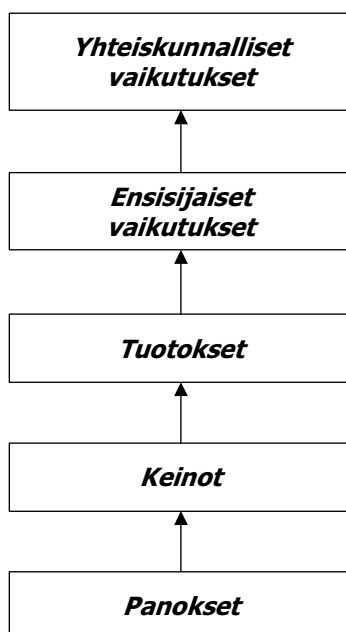 Yhteiskunnalliset
vaikutukset
Ensisijaiset
vaikutukset
Tuotokset
Keinot
Panokset